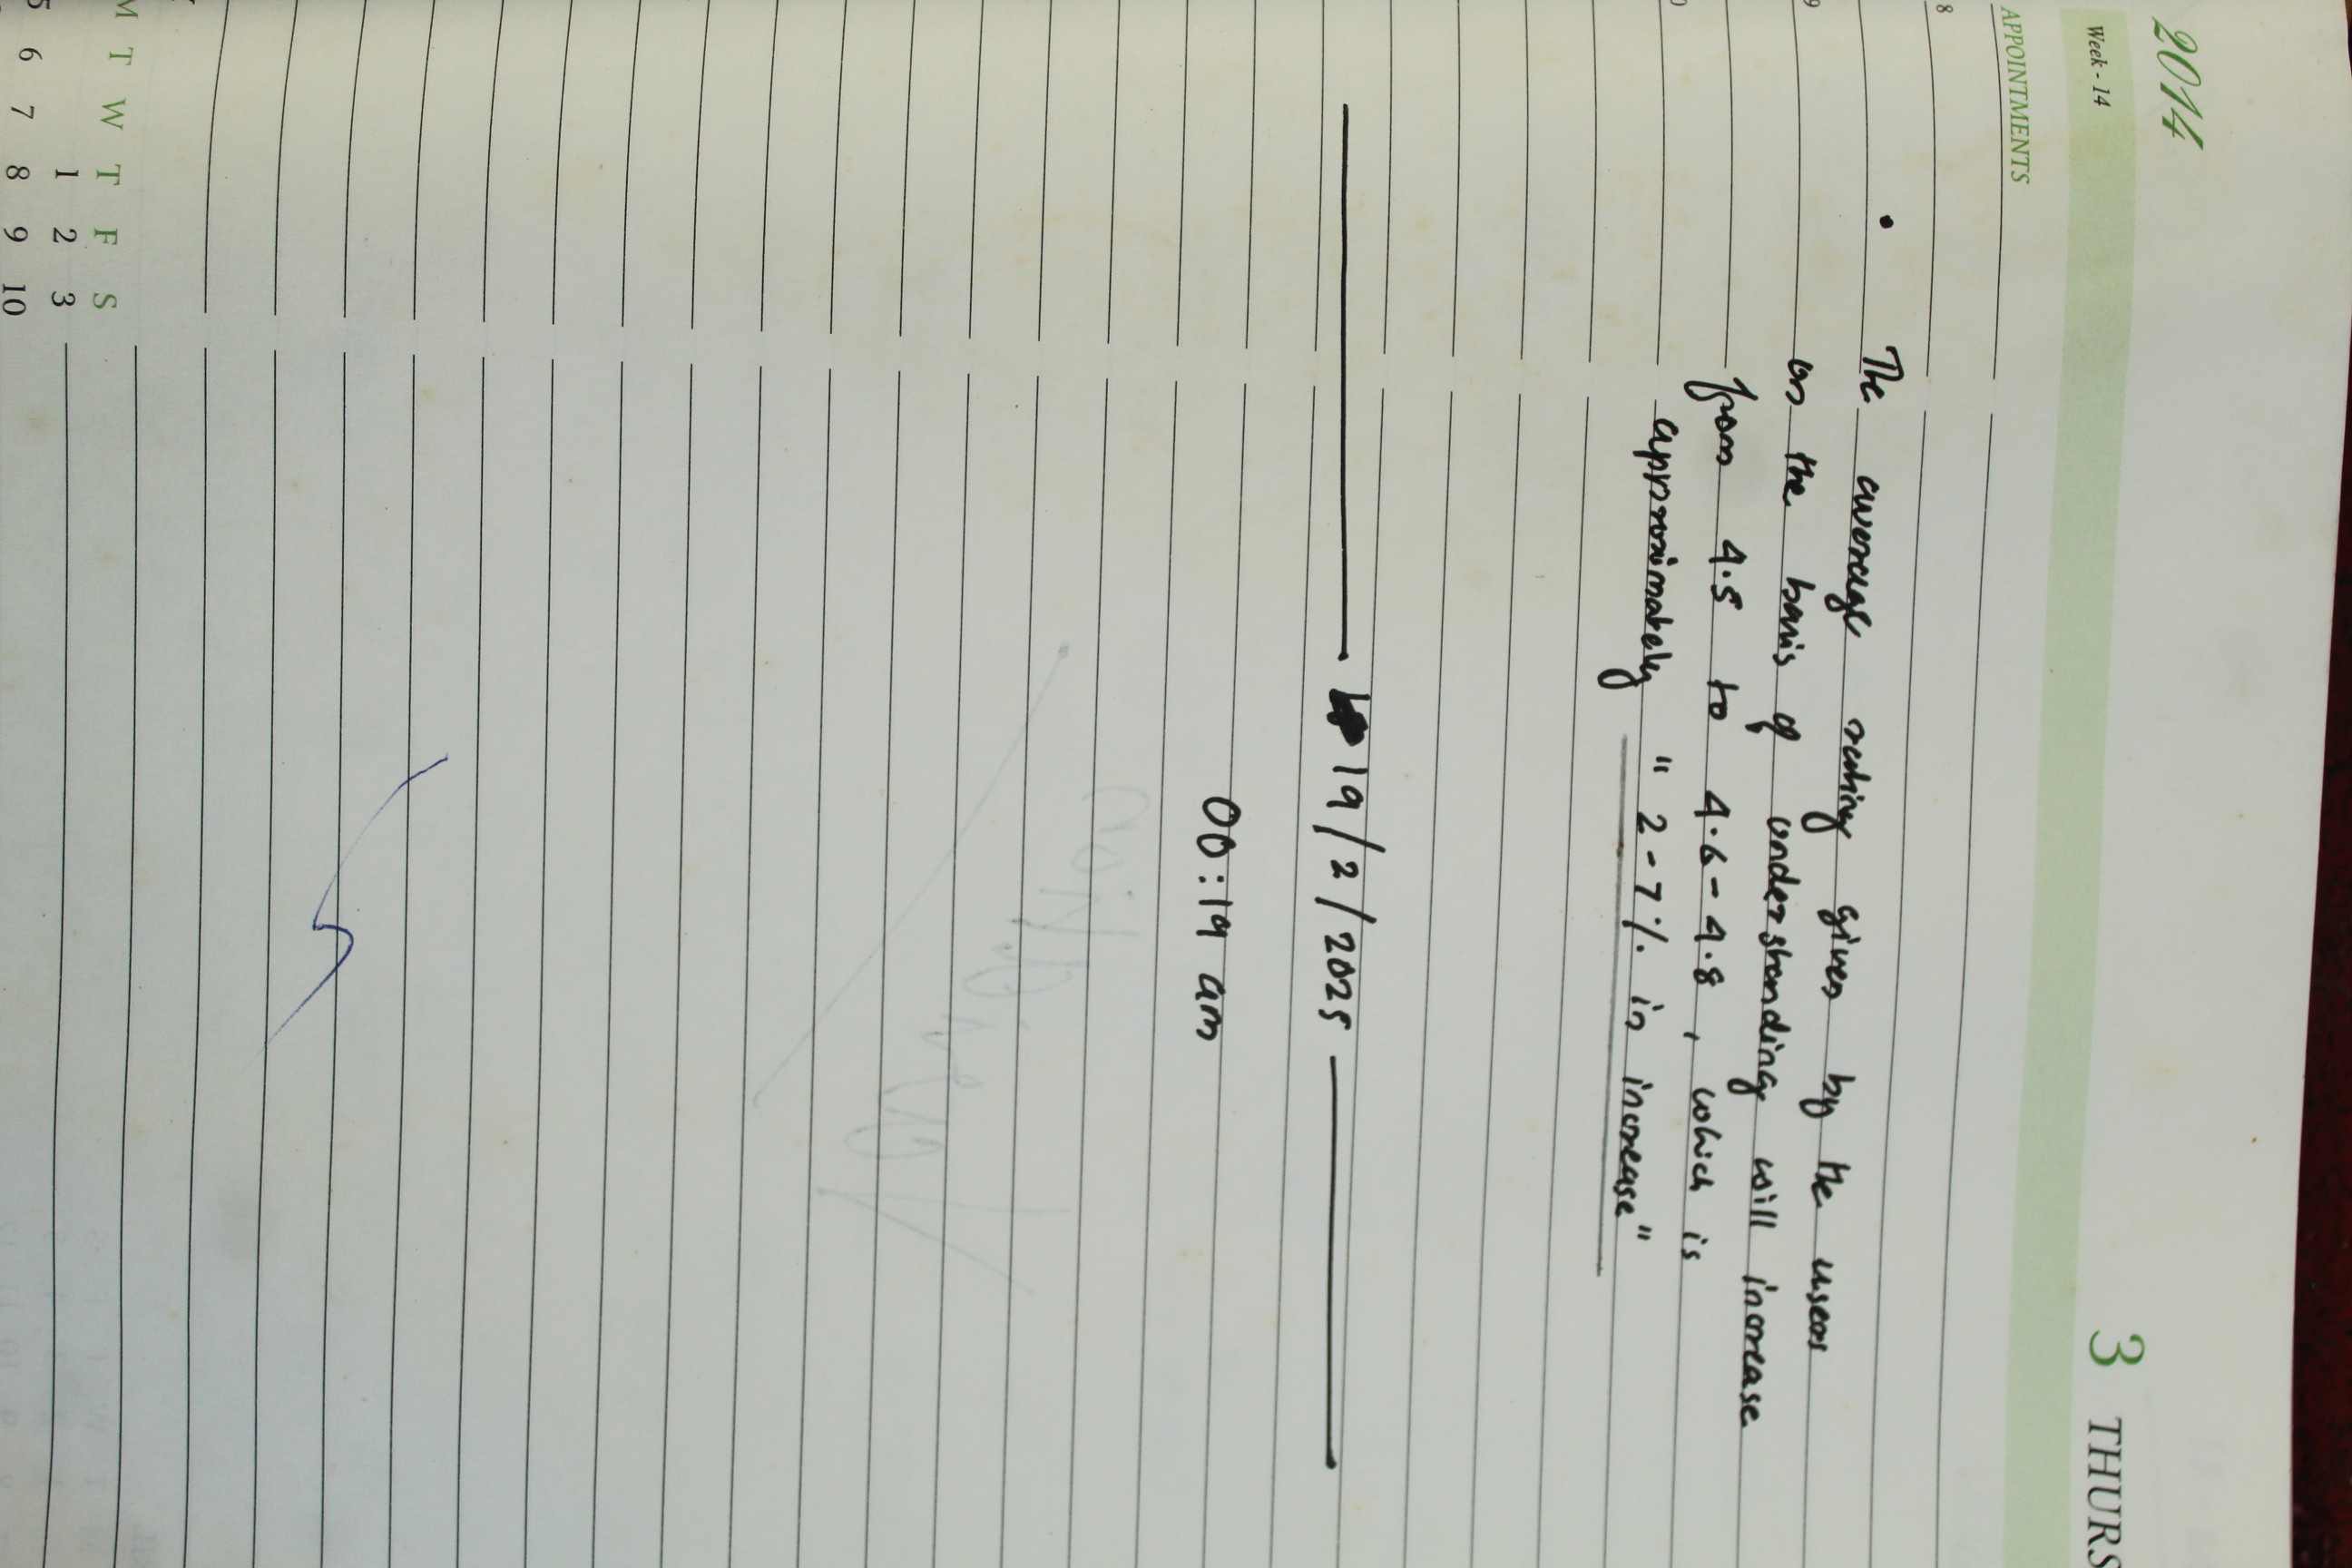 2014
Week - 14
3 THURS
APPOINTMENTS
8
9
0
• The average rating given by the users
on the basis of understanding will increase
from 4.5 to 4.6-4.8, which is
approximately "2-7% in increase"
19/2/2025
00:19 am
M T W T F S
1 2 3
5 6 7 8 9 10